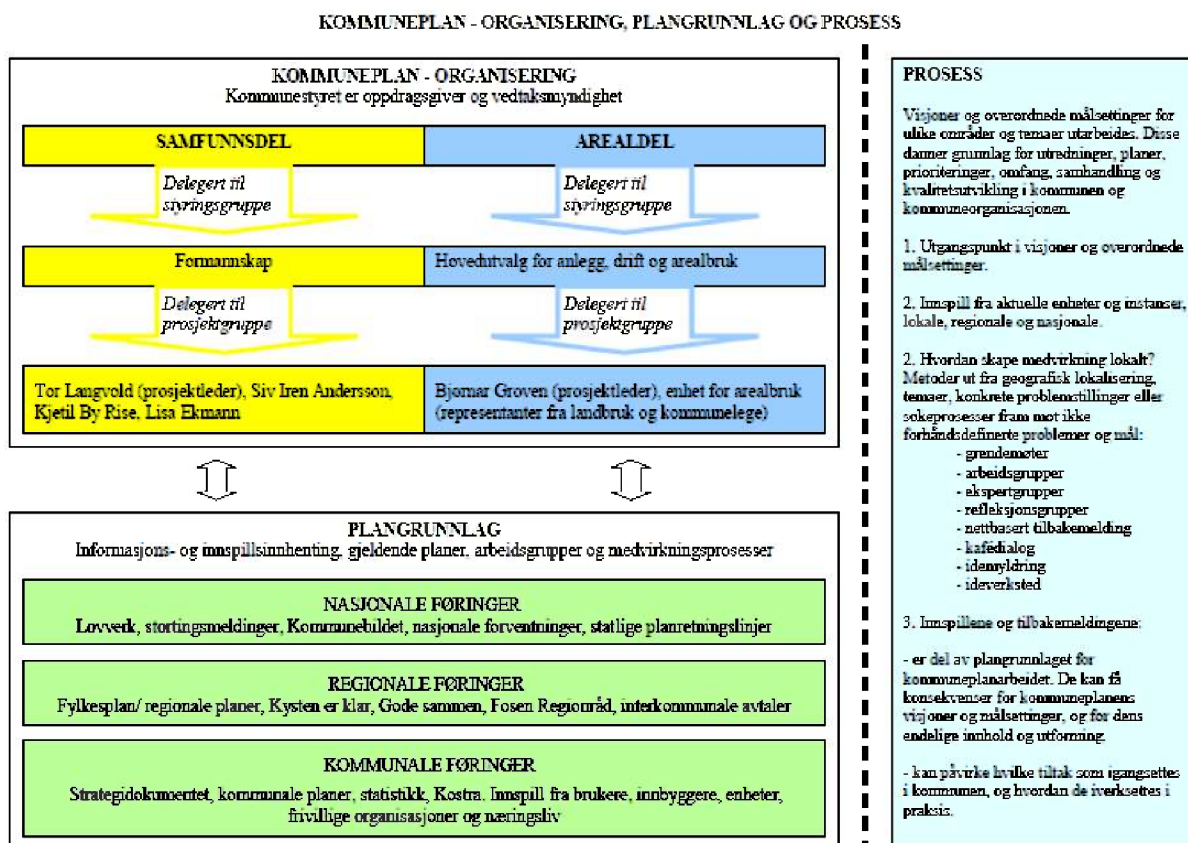 KOMMUNEPLAN - ORGANISERING, PLANGRUNNLAG OG PROSESS
KOMMUNEPLAN - ORGANISERING
Kommunestyret er oppdragsgiver og vedtaksmyndighet
SAMFUNNSDEL
AREALDEL
Delegert til
styringsgruppe
Delegert til
styringsgruppe
Formannskap
Hovedutvalg for anlegg, drift og arealbruk
Delegert til
prosjektgruppe
Delegert til
prosjektgruppe
Tor Langvold (prosjektleder), Siv Iren Andersson,
Kjetil By Rise, Lisa Ekmann
Bjørnar Groven (prosjektleder), enhet for arealbruk
(representanter fra landbruk og kommunelege)
PLANGRUNNLAG
Informasjons- og innspillsinnhenting, gjeldende planer, arbeidsgrupper og medvirkningsprosesser
NASJONALE FØRINGER
Lovverk, stortingsmeldinger, Kommunebildet, nasjonale forventninger, statlige planretningslinjer
REGIONALE FØRINGER
Fylkesplan/ regionale planer, Kysten er klar, Gode sammen, Fosen Regionråd, interkommunale avtaler
KOMMUNALE FØRINGER
Strategidokumentet, kommunale planer, statistikk, Kostra. Innspill fra brukere, innbyggere, enheter,
frivillige organisasjoner og næringsliv
PROSESS
Visjoner og overordnede målsettinger for
ulike områder og temaer utarbeides. Disse
danner grunnlag for utredninger, planer,
prioriteringer, omfang, samhandling og
kvalitetsutvikling i kommunen og
kommuneorganisasjonen.
1. Utgangspunkt i visjoner og overordnede
målsettinger.
2. Innspill fra aktuelle enheter og instanser,
lokale, regionale og nasjonale.
2. Hvordan skape medvirkning lokalt?
Metoder ut fra geografisk lokalisering,
temaer, konkrete problemstillinger eller
søkeprosesser fram mot ikke
forhåndsdefinerte problemer og mål:
- grendemøter
- arbeidsgrupper
- ekspertgrupper
- refleksjonsgrupper
- nettbasert tilbakemelding
- kafédialog
- idemyldring
- ideverksted
3. Innspillene og tilbakemeldingene:
- er del av plangrunnlaget for
kommuneplanarbeidet. De kan få
konsekvenser for kommuneplanens
visjoner og målsettinger, og for dens
endelige innhold og utforming.
- kan påvirke hvilke tiltak som igangsettes
i kommunen, og hvordan de iverksettes i
praksis.